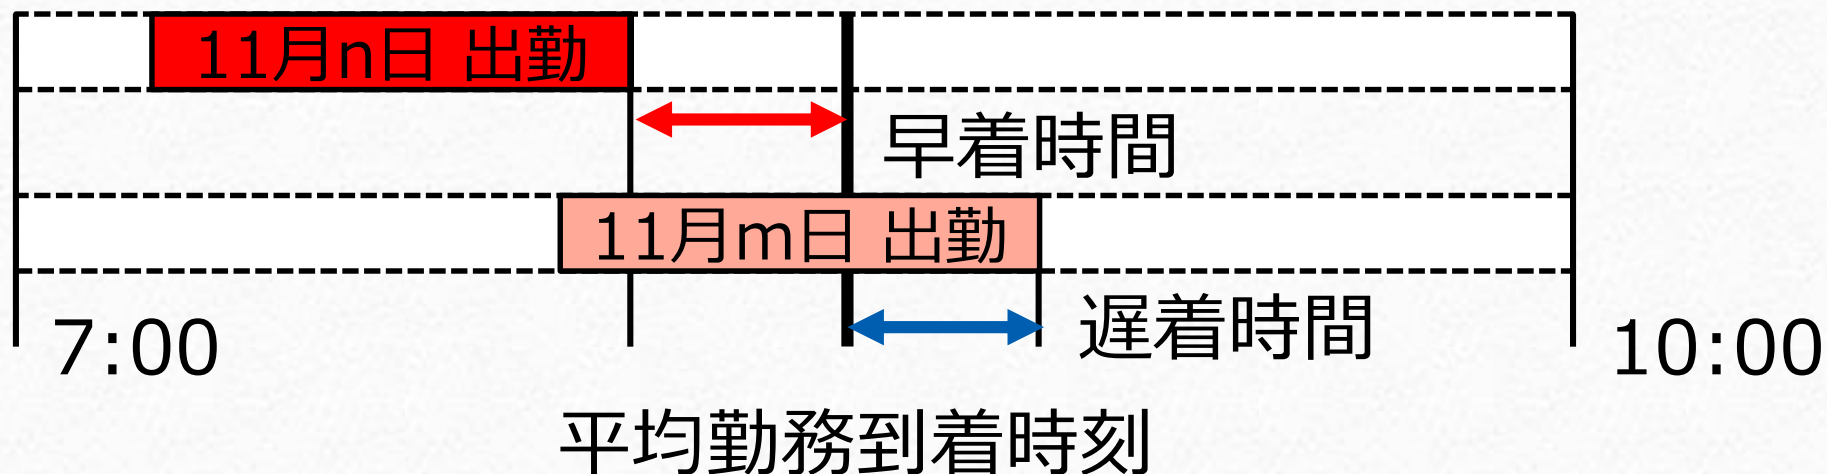 11月n日 出勤
早着時間
11月m日 出勤
遅着時間
7:00
10:00
平均勤務到着時刻